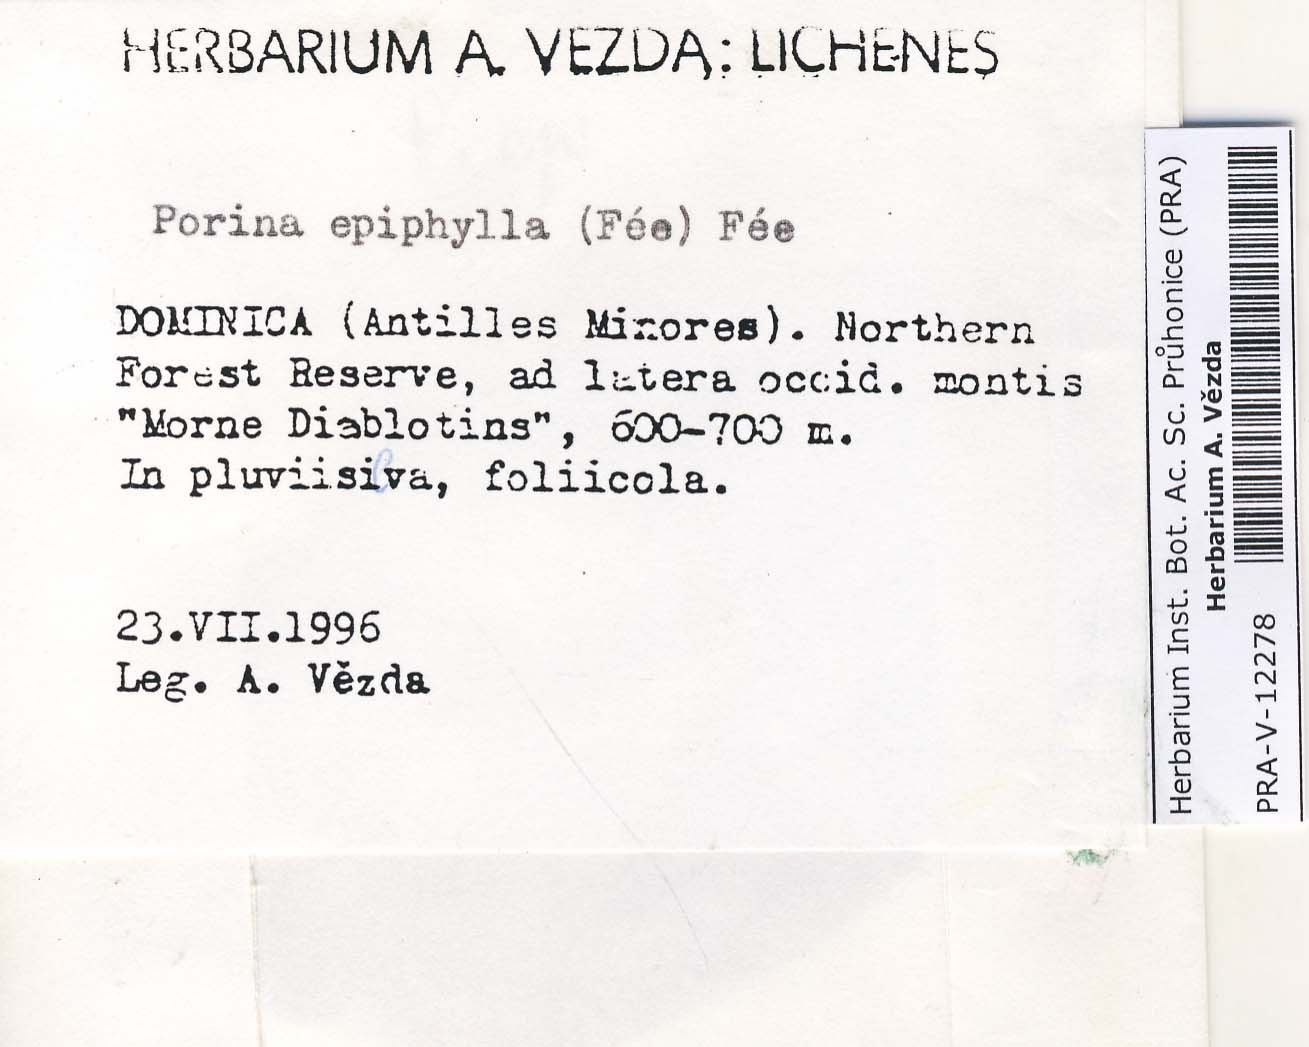 HERBARIUM A. VEZDA: LICHENES
Porina epiphylla (Fée) Fée
DOMINICA (Antilles Minores). Northern
Forest Reserve, ad latera occid. montis
"Morne Diablotins", 600-700 m.
In pluviisilva, foliicola.
23.VII.1996
Leg. A. Vězda
Herbarium Inst. Bot. Ac. Sc. Průhonice (PRA)
Herbarium A. Vězda
PRA-V-12278